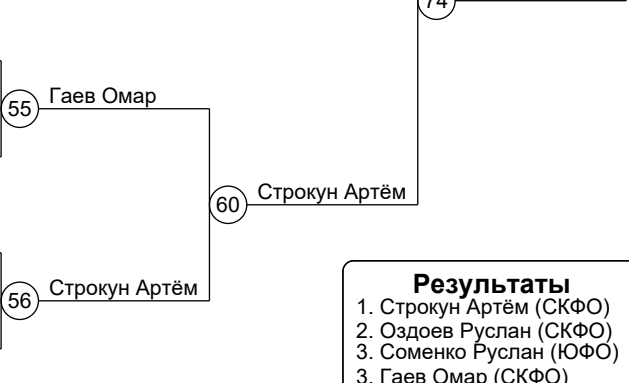 74
55 Гаев Омар
60 Строкун Артём
56 Строкун Артём
Результаты
1. Строкун Артём (СКФО)
2. Оздоев Руслан (СКФО)
3. Соменко Руслан (ЮФО)
3. Гаев Омар (СКФО)